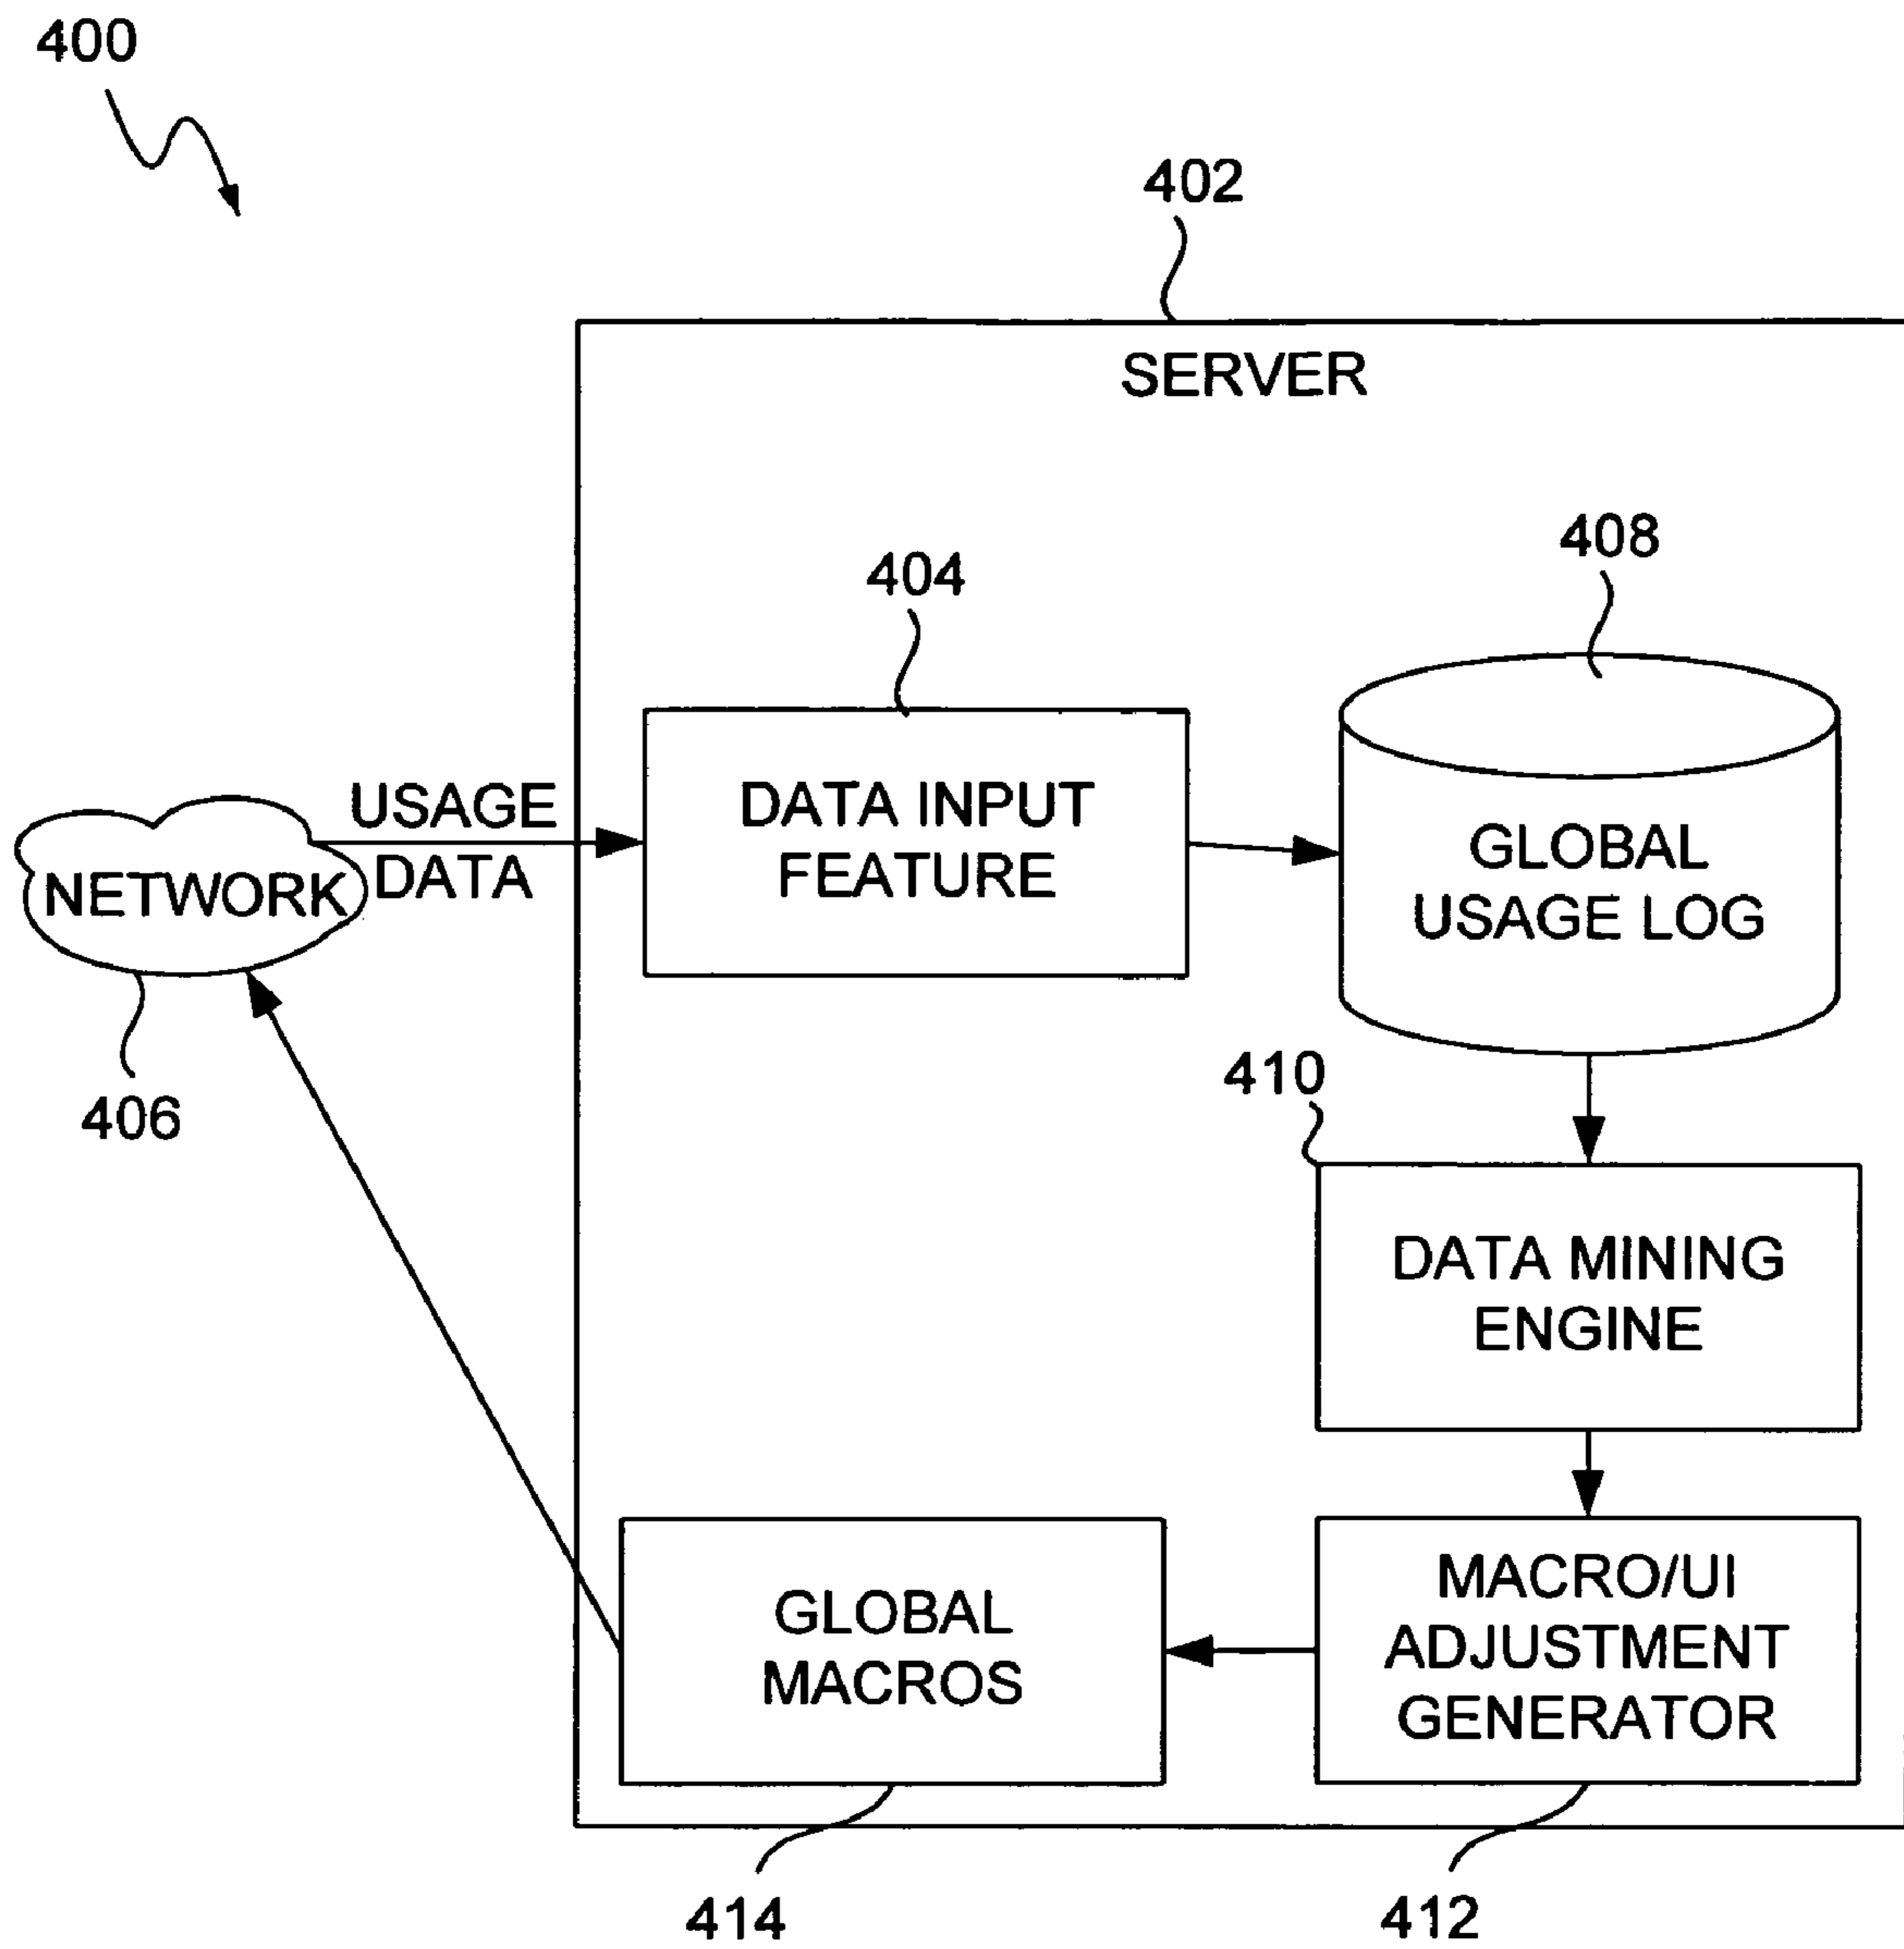 400
402
SERVER
404
408
DATA INPUT
FEATURE
GLOBAL
USAGE LOG
USAGE
DATA
NETWORK
406
410
DATA MINING
ENGINE
MACRO/UI
ADJUSTMENT
GENERATOR
GLOBAL
MACROS
414
412